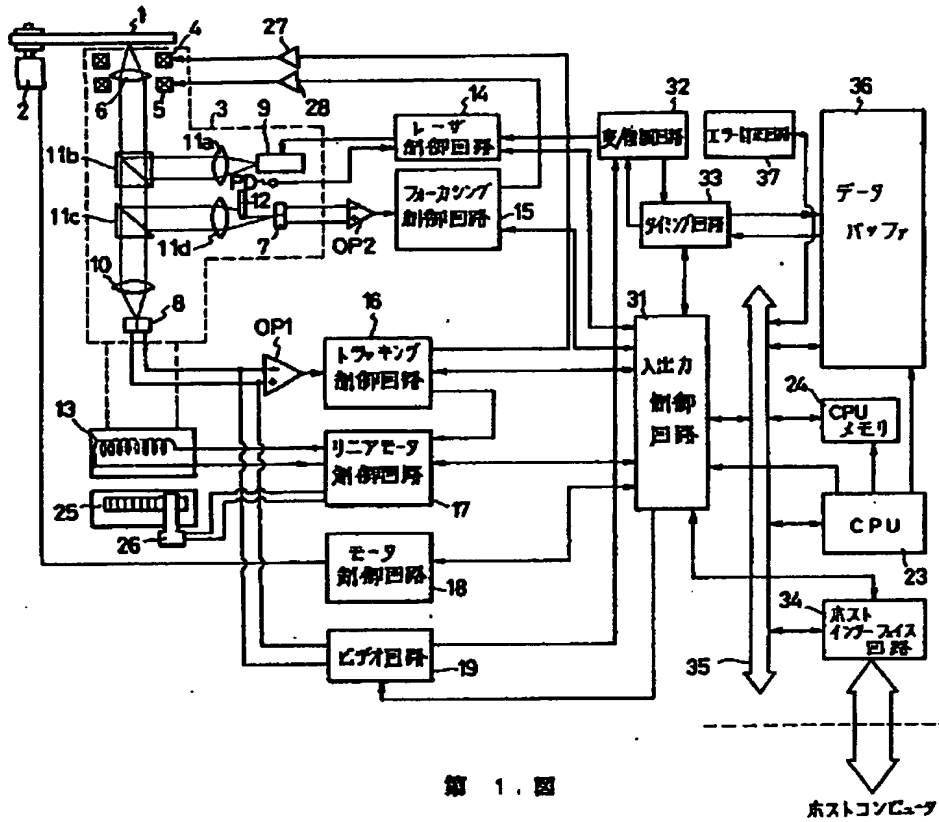 1
4
27
2
6
5
28
3
9
14
レーザ
制御回路
32
変/復調回路
エラー訂正回路
37
36
データ
バッファ
11b
11a
PD
12
11c
11d
7
OP2
フォーカシング
制御回路
15
33
タイミング回路
10
8
16
OP1
トラッキング
制御回路
31
入出力
制御
回路
24
CPU
メモリ
13
リニアモータ
制御回路
17
25
26
CPU
23
モータ
制御回路
18
34
ホスト
インターフェイス
回路
ビデオ回路
19
35
第 1.図
ホストコンピュータ